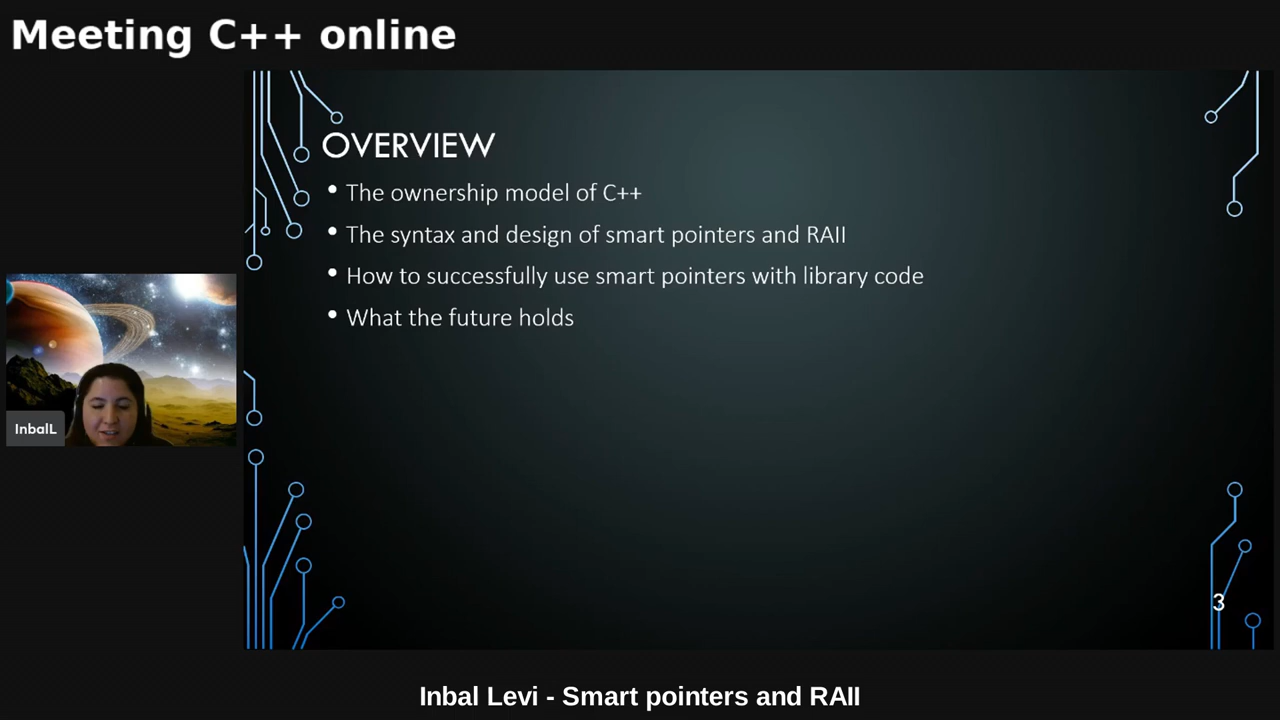 Meeting C++ online
OVERVIEW
• The ownership model of C++
• The syntax and design of smart pointers and RAII
• How to successfully use smart pointers with library code
• What the future holds
InbalL
3
Inbal Levi - Smart pointers and RAII